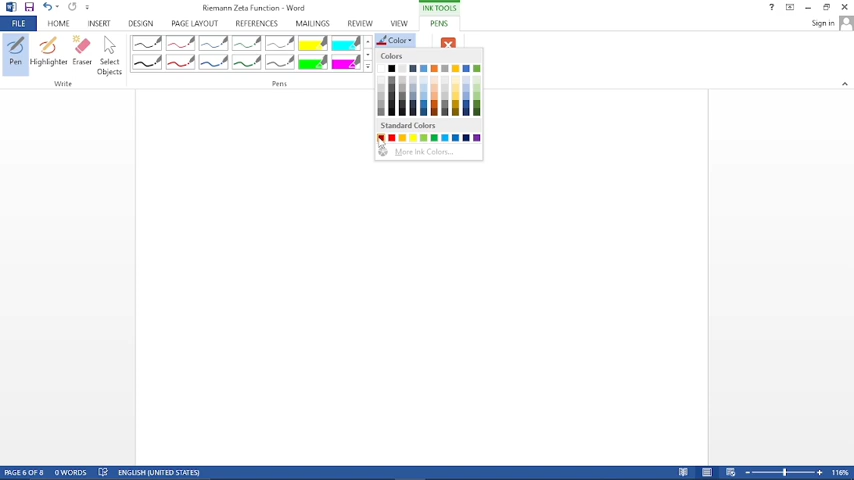 Riemann Zeta Function - Word
INK TOOLS
?
FILE HOME INSERT DESIGN PAGE LAYOUT REFERENCES MAILINGS REVIEW VIEW PENS
Sign in
Color
Pen Highlighter Eraser Select Objects
Write
Pens
Colors
Standard Colors
More Ink Colors...
PAGE 6 OF 8 0 WORDS ENGLISH (UNITED STATES)
116%